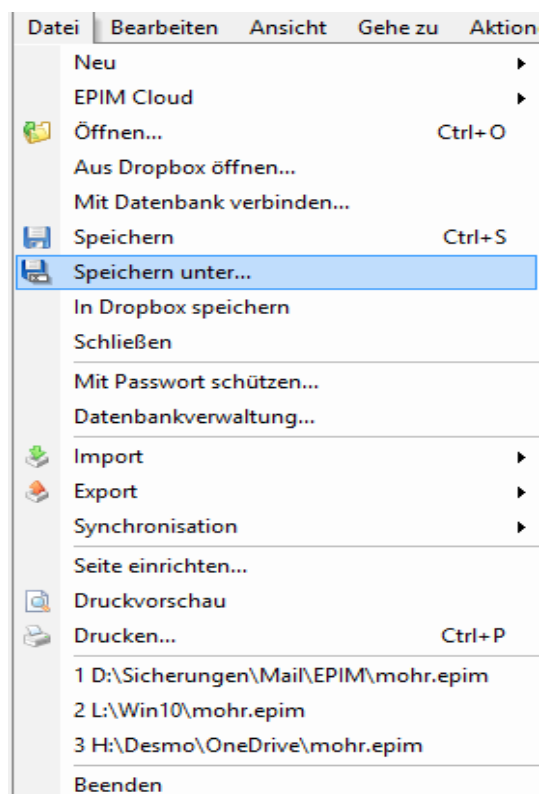 Datei Bearbeiten Ansicht Gehe zu Aktion
Neu
EPIM Cloud
Öffnen... Ctrl+O
Aus Dropbox öffnen...
Mit Datenbank verbinden...
Speichern Ctrl+S
Speichern unter...
In Dropbox speichern
Schließen
Mit Passwort schützen...
Datenbankverwaltung...
Import
Export
Synchronisation
Seite einrichten...
Druckvorschau
Drucken... Ctrl+P
1 D:\Sicherungen\Mail\EPIM\mohr.epim
2 L:\Win10\mohr.epim
3 H:\Desmo\OneDrive\mohr.epim
Beenden